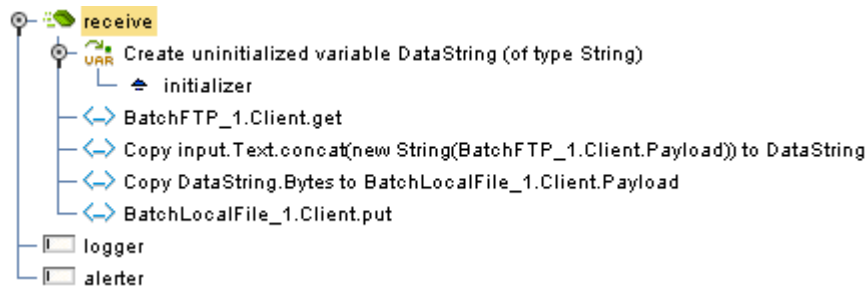 receive
VAR Create uninitialized variable DataString (of type String)
initializer
BatchFTP_1.Client.get
Copy input.Text.concat(new String(BatchFTP_1.Client.Payload)) to DataString
Copy DataString.Bytes to BatchLocalFile_1.Client.Payload
BatchLocalFile_1.Client.put
logger
alerter